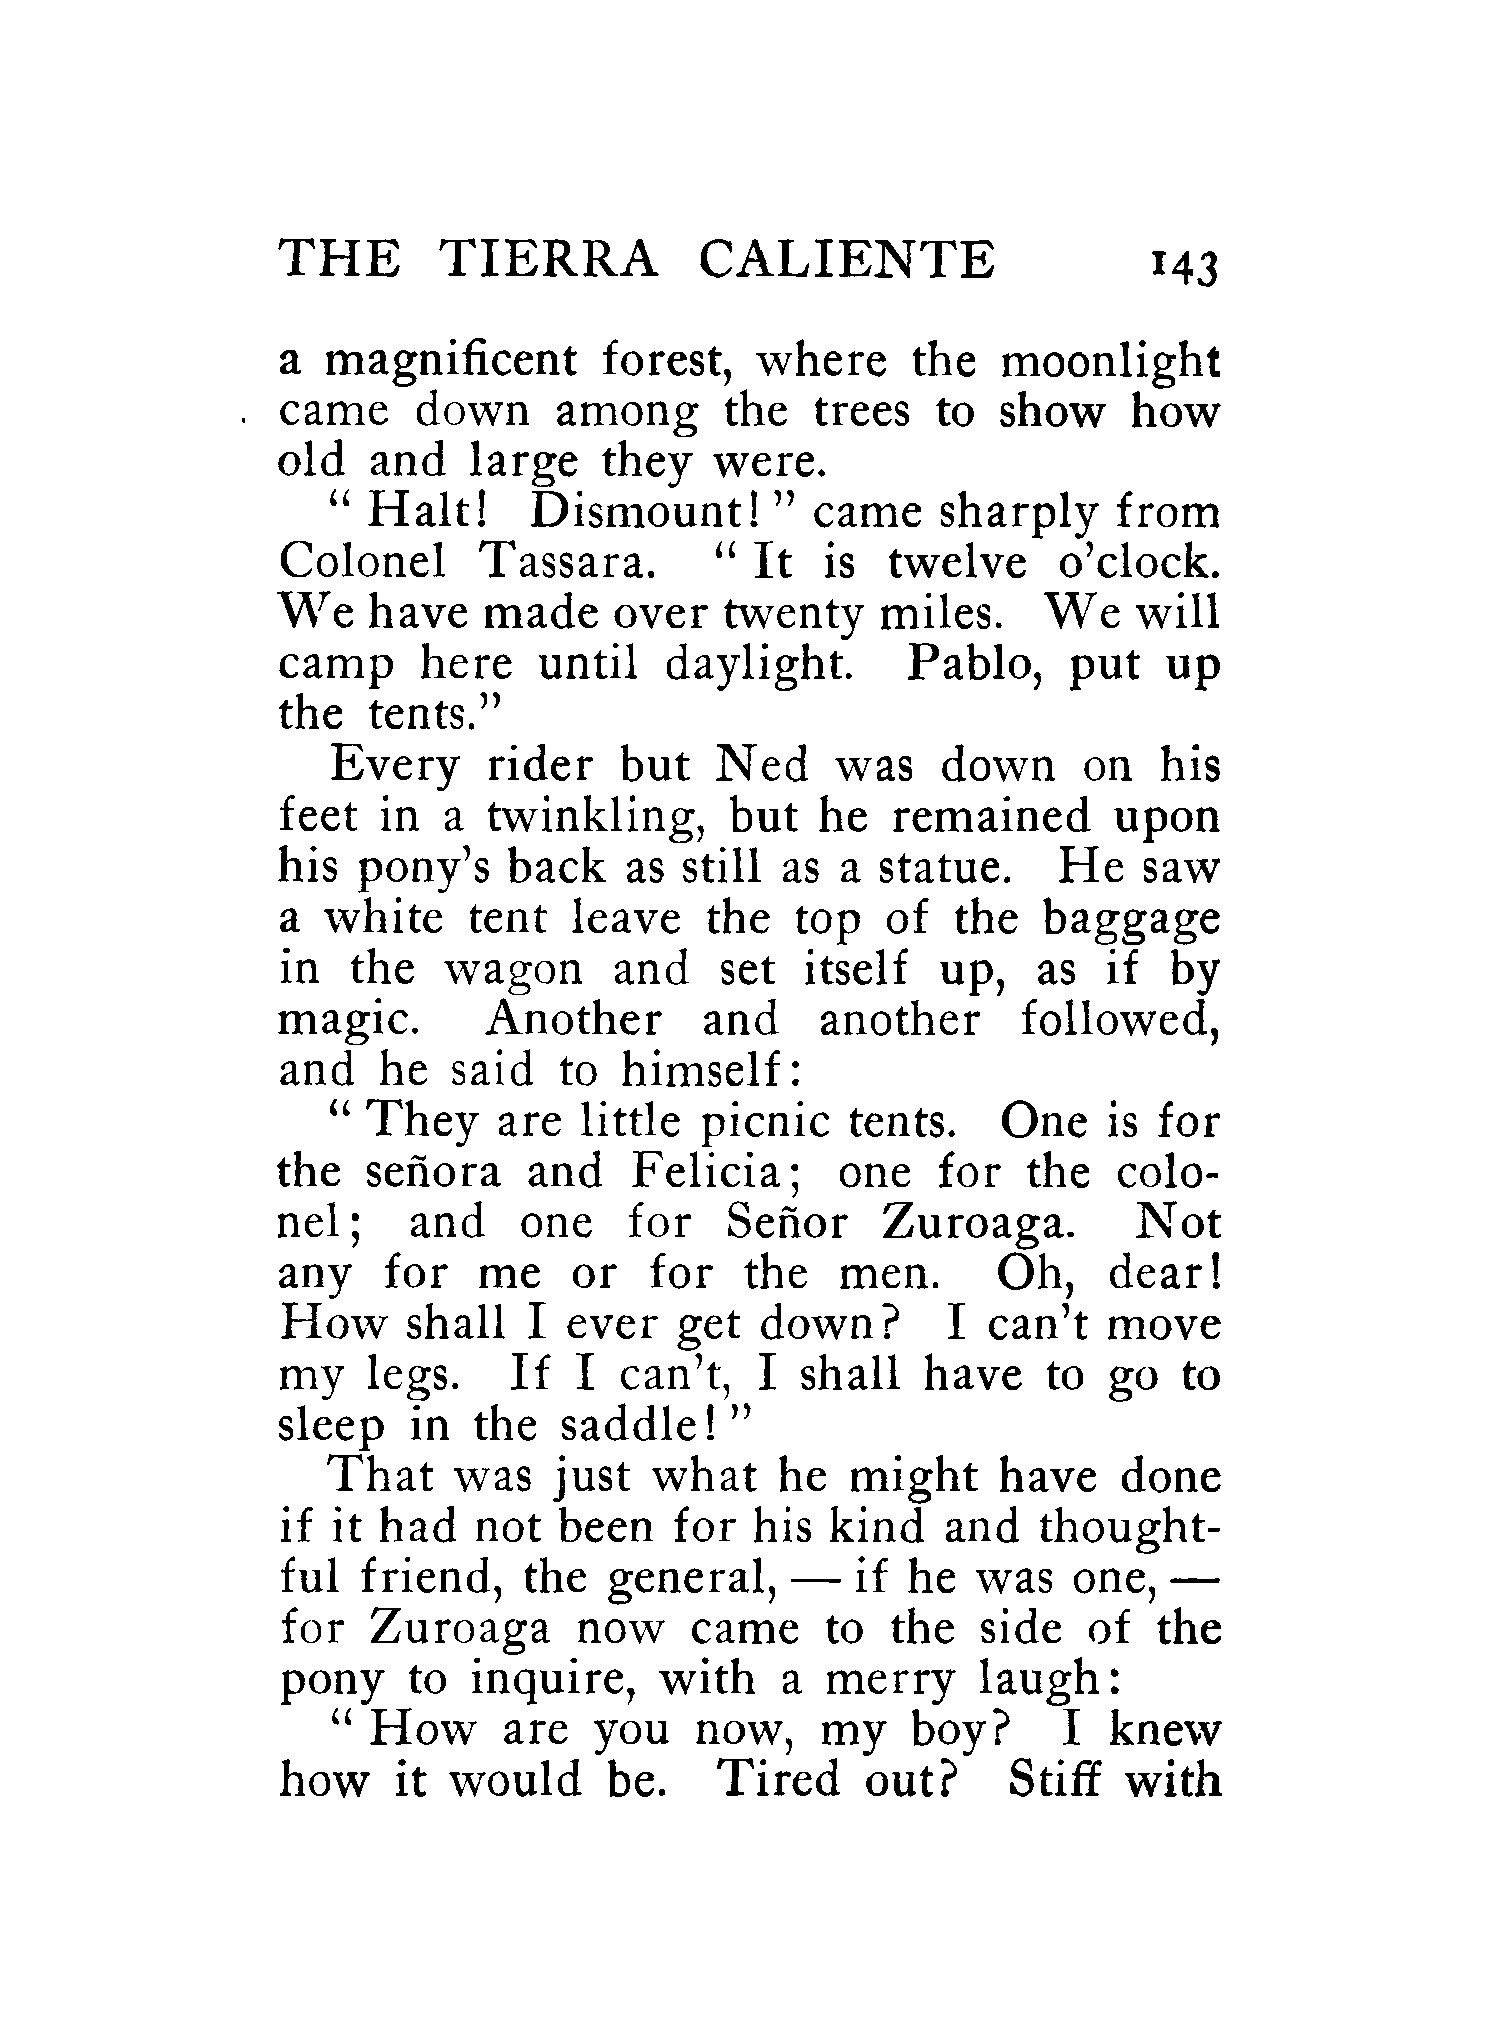 THE TIERRA CALIENTE 143
a magnificent forest, where the moonlight
came down among the trees to show how
old and large they were.
" Halt! Dismount! " came sharply from
Colonel Tassara. " It is twelve o'clock.
We have made over twenty miles. We will
camp here until daylight. Pablo, put up
the tents."
Every rider but Ned was down on his
feet in a twinkling, but he remained upon
his pony's back as still as a statue. He saw
a white tent leave the top of the baggage
in the wagon and set itself up, as if by
magic. Another and another followed,
and he said to himself:
" They are little picnic tents. One is for
the señora and Felicia; one for the colo-
nel; and one for Señor Zuroaga. Not
any for me or for the men. Oh, dear!
How shall I ever get down? I can't move
my legs. If I can't, I shall have to go to
sleep in the saddle! "
That was just what he might have done
if it had not been for his kind and thought-
ful friend, the general, — if he was one, —
for Zuroaga now came to the side of the
pony to inquire, with a merry laugh:
" How are you now, my boy? I knew
how it would be. Tired out? Stiff with